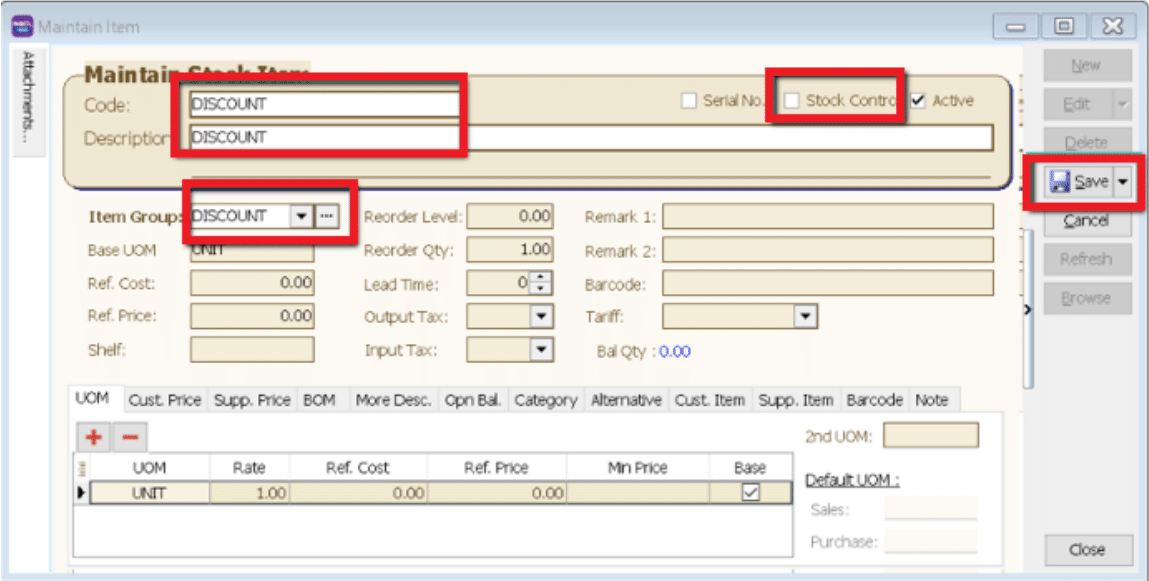 Maintain Item
Attachments...
Maintain Stock Item
Code: DISCOUNT
Serial No. Stock Control Active
Description: DISCOUNT
Item Group: DISCOUNT
Base UOM UNIT
Ref. Cost: 0.00
Ref. Price: 0.00
Shelf:
Reorder Level: 0.00
Reorder Qty: 1.00
Lead Time: 0
Output Tax:
Input Tax:
Remark 1:
Remark 2:
Barcode:
Tariff:
Bal Qty : 0.00
UOM Cust. Price Supp. Price BOM More Desc. Opn Bal. Category Alternative Cust. Item Supp. Item Barcode Note
UOM Rate Ref. Cost Ref. Price Min Price Base
UNIT 1.00 0.00 0.00
2nd UOM:
Default UOM :
Sales:
Purchase:
New
Edit
Delete
Save
Cancel
Refresh
Browse
Close